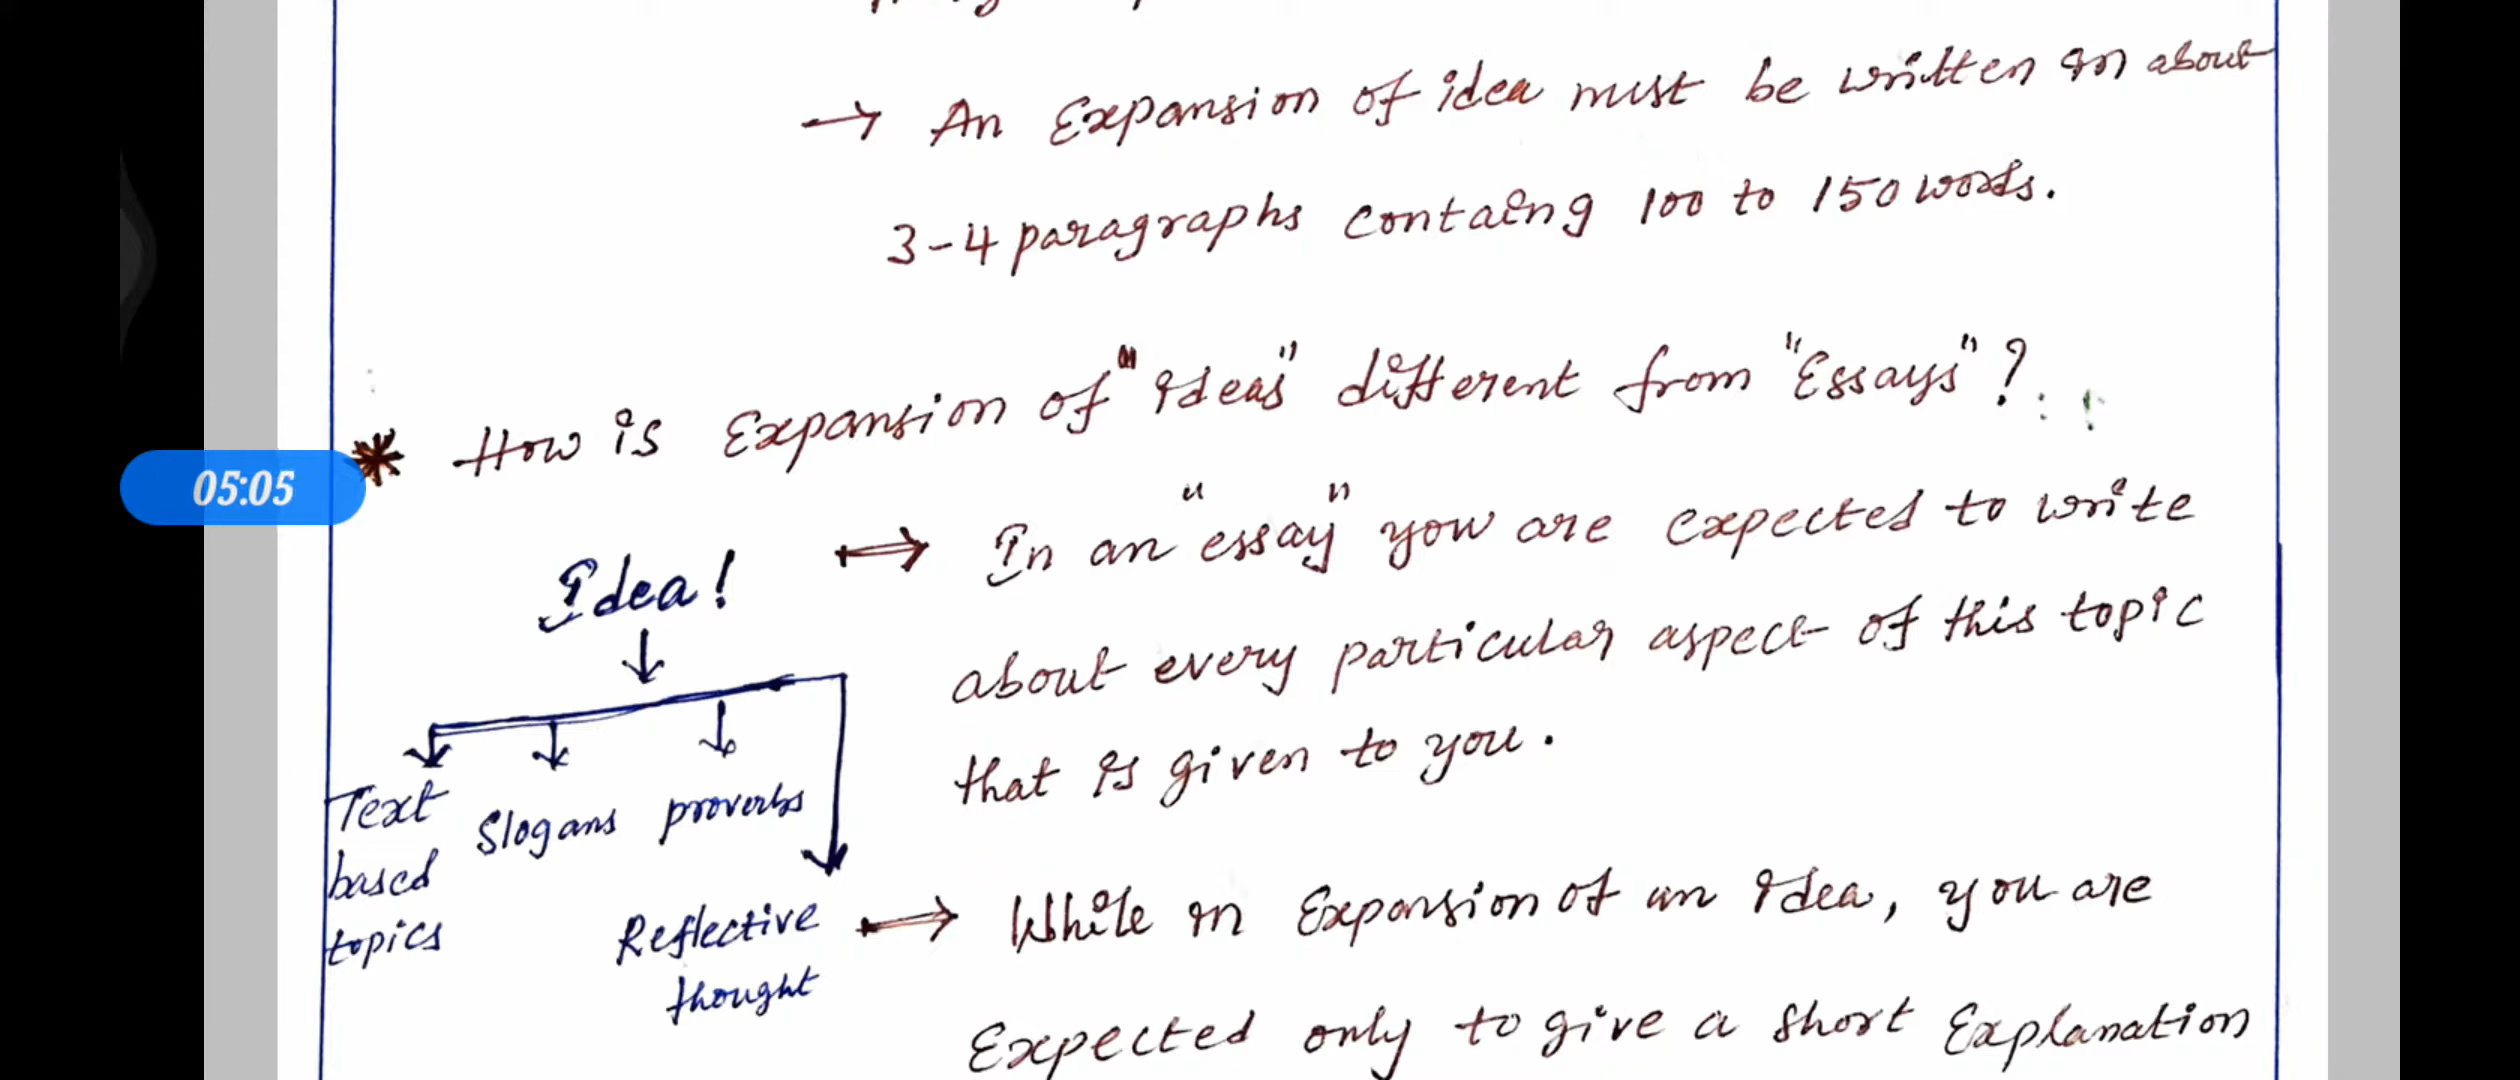 → An Expansion of idea must be written in about
3-4 paragraphs containg 100 to 150 words.
* How is Expansion of "Ideas" different from "Essays"?
05:05
→ In an "essay" you are expected to write
about every particular aspect of this topic
that is given to you.
Idea!
Text
based
topics
Slogans
proverbs
Reflective
thought
→ While in Expansion of an Idea, you are
Expected only to give a short Explanation